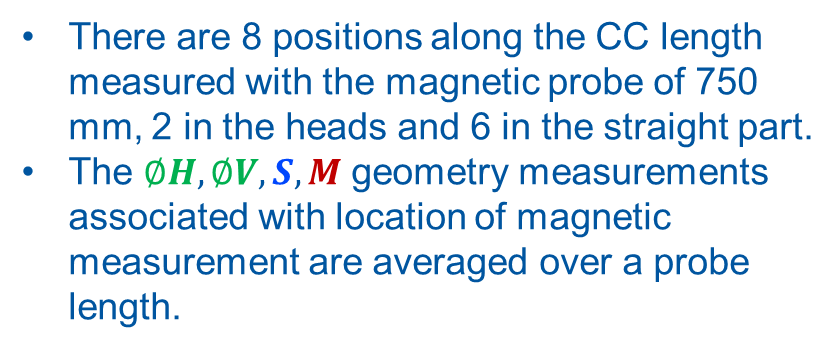 • There are 8 positions along the CC length
measured with the magnetic probe of 750
mm, 2 in the heads and 6 in the straight part.
• The ∅H,∅V,S,M geometry measurements
associated with location of magnetic
measurement are averaged over a probe
length.